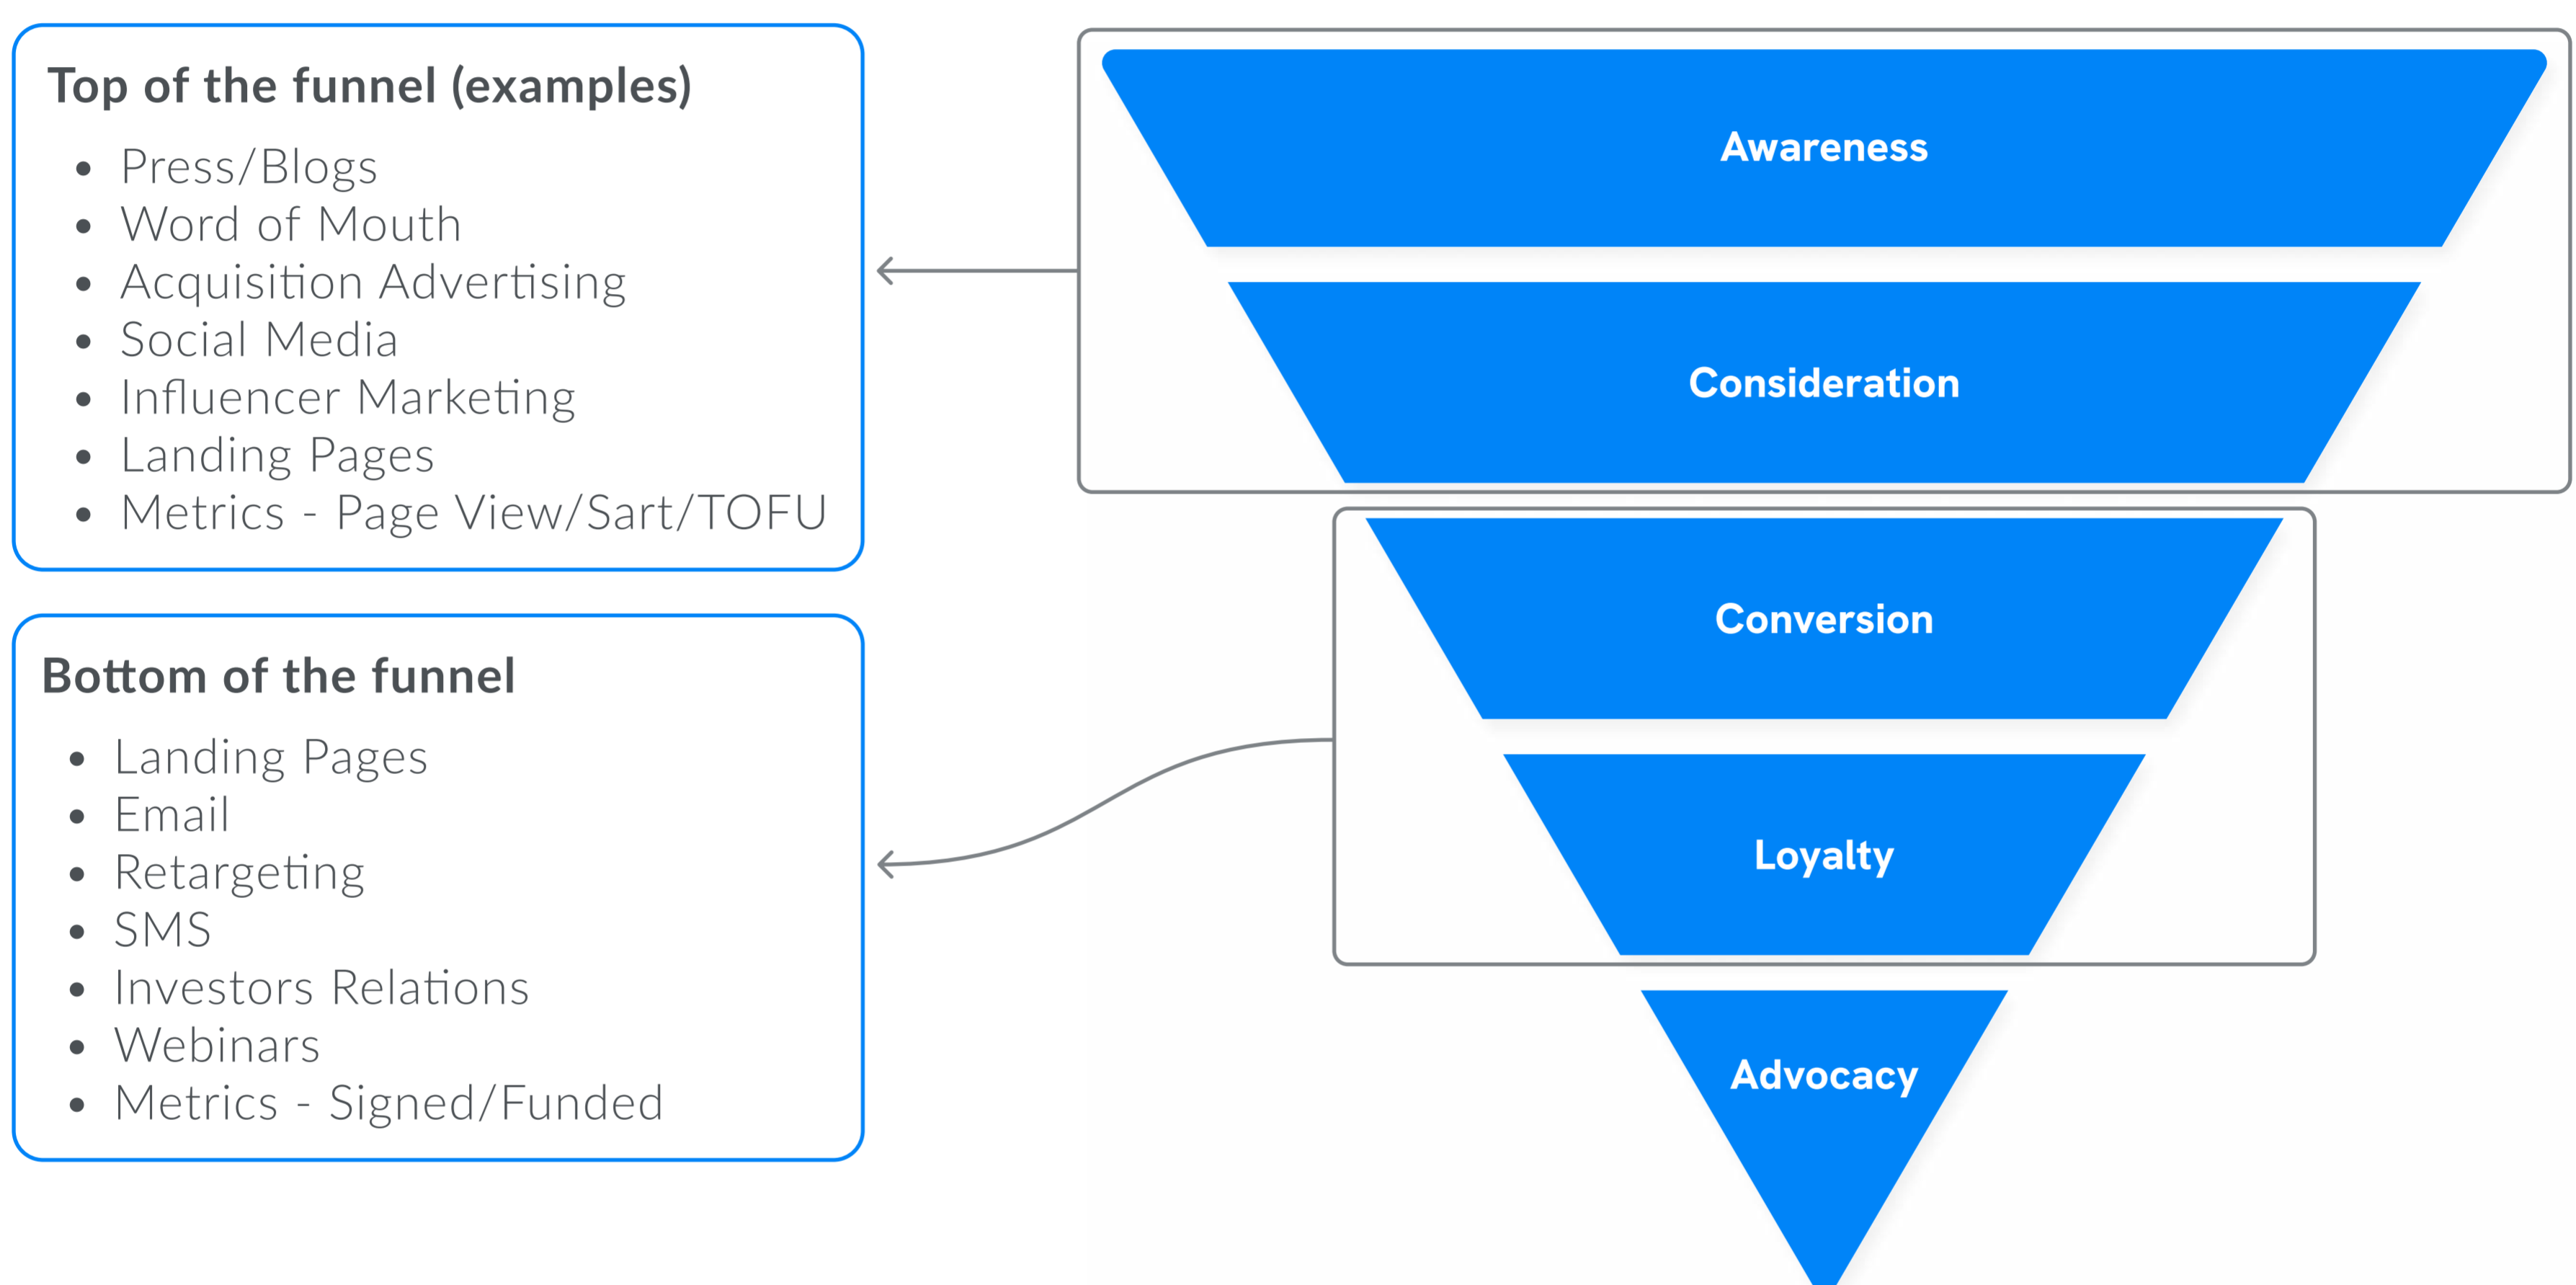 Top of the funnel (examples)
• Press/Blogs
• Word of Mouth
• Acquisition Advertising
• Social Media
• Influencer Marketing
• Landing Pages
• Metrics - Page View/Sart/TOFU
Bottom of the funnel
• Landing Pages
• Email
• Retargeting
• SMS
• Investors Relations
• Webinars
• Metrics - Signed/Funded
Awareness
Consideration
Conversion
Loyalty
Advocacy